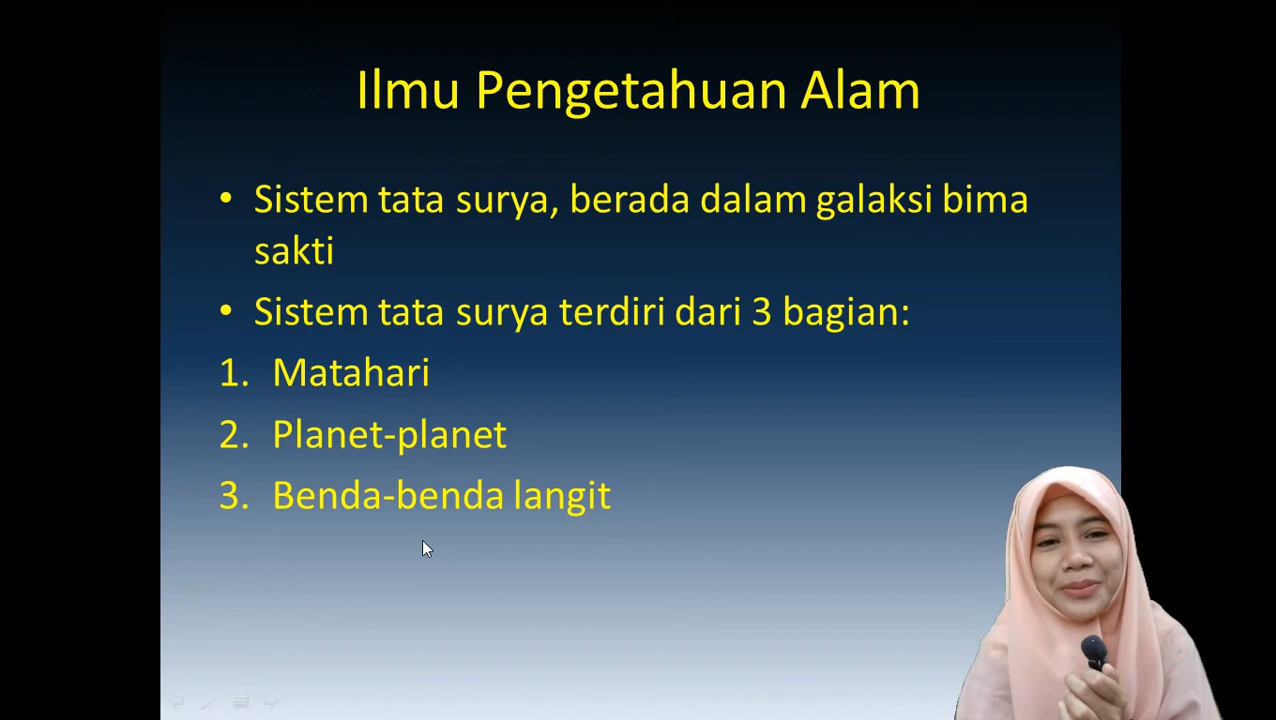 Ilmu Pengetahuan Alam
• Sistem tata surya, berada dalam galaksi bima
sakti
• Sistem tata surya terdiri dari 3 bagian:
1. Matahari
2. Planet-planet
3. Benda-benda langit